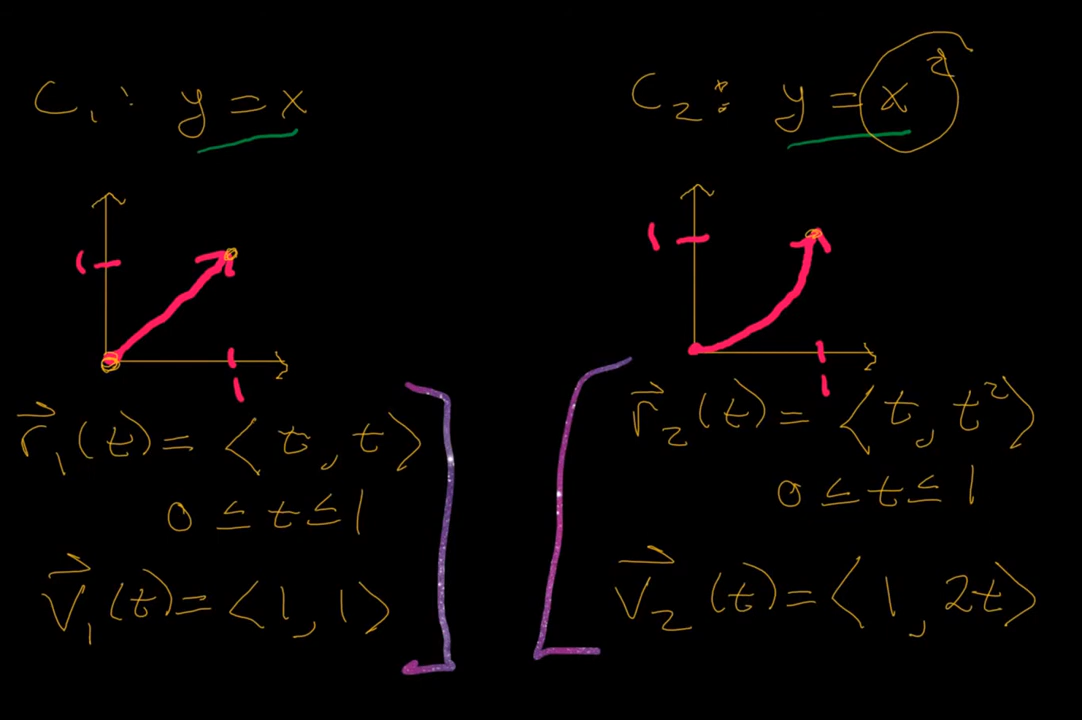 C₁: y = x
1
1
r⃗₁(t) = ⟨t, t⟩
0 ≤ t ≤ 1
v⃗₁(t) = ⟨1, 1⟩
C₂: y = x²
1
1
r⃗₂(t) = ⟨t, t²⟩
0 ≤ t ≤ 1
v⃗₂(t) = ⟨1, 2t⟩